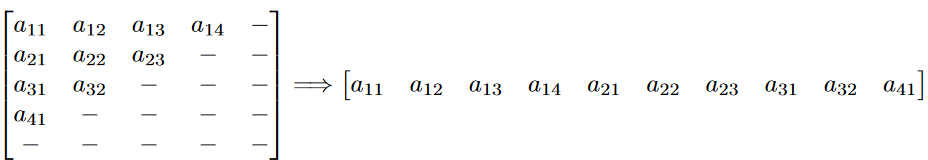 a11 a12 a13 a14 −
a21 a22 a23 − −
a31 a32 − − −
a41 − − − −
− − − − −
⟹ [a11 a12 a13 a14 a21 a22 a23 a31 a32 a41]